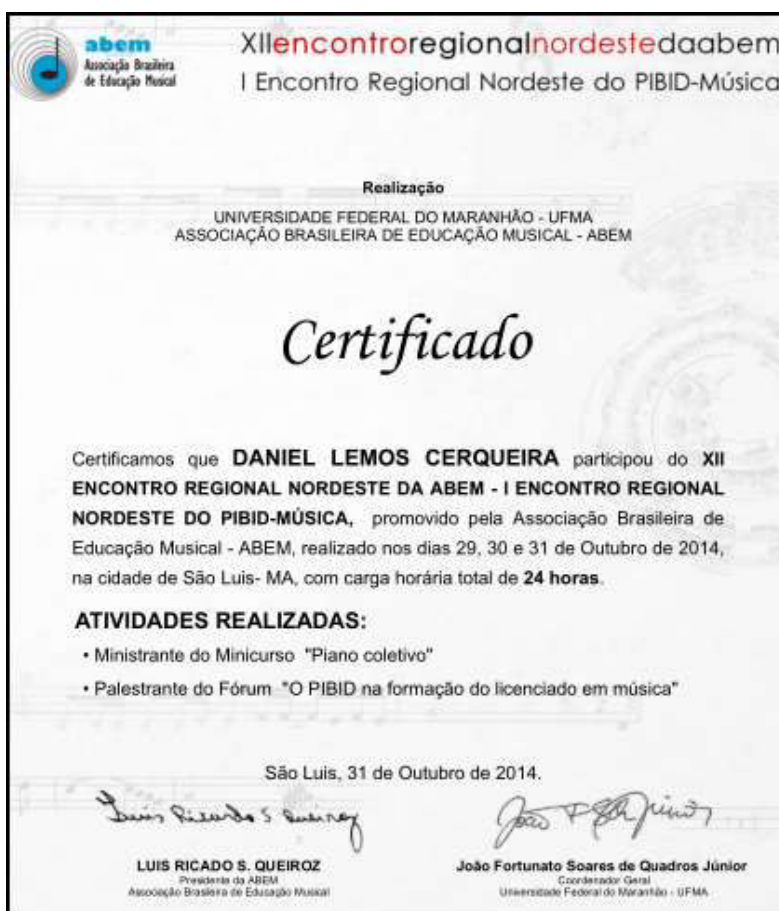 abem
Associação Brasileira
de Educação Musical
XIIencontroregionalnordestedaabem
I Encontro Regional Nordeste do PIBID-Música
Realização
UNIVERSIDADE FEDERAL DO MARANHÃO - UFMA
ASSOCIAÇÃO BRASILEIRA DE EDUCAÇÃO MUSICAL - ABEM
Certificado
Certificamos que DANIEL LEMOS CERQUEIRA participou do XII
ENCONTRO REGIONAL NORDESTE DA ABEM - I ENCONTRO REGIONAL
NORDESTE DO PIBID-MÚSICA, promovido pela Associação Brasileira de
Educação Musical - ABEM, realizado nos dias 29, 30 e 31 de Outubro de 2014,
na cidade de São Luis- MA, com carga horária total de 24 horas.
ATIVIDADES REALIZADAS:
• Ministrante do Minicurso "Piano coletivo"
• Palestrante do Fórum "O PIBID na formação do licenciado em música"
São Luis, 31 de Outubro de 2014.
Luis Ricardo S Queiroz
LUIS RICADO S. QUEIROZ
Presidente da ABEM
Associação Brasileira de Educação Musical
João Fortunato Soares de Quadros Júnior
Coordenador Geral
Universidade Federal do Maranhão - UFMA